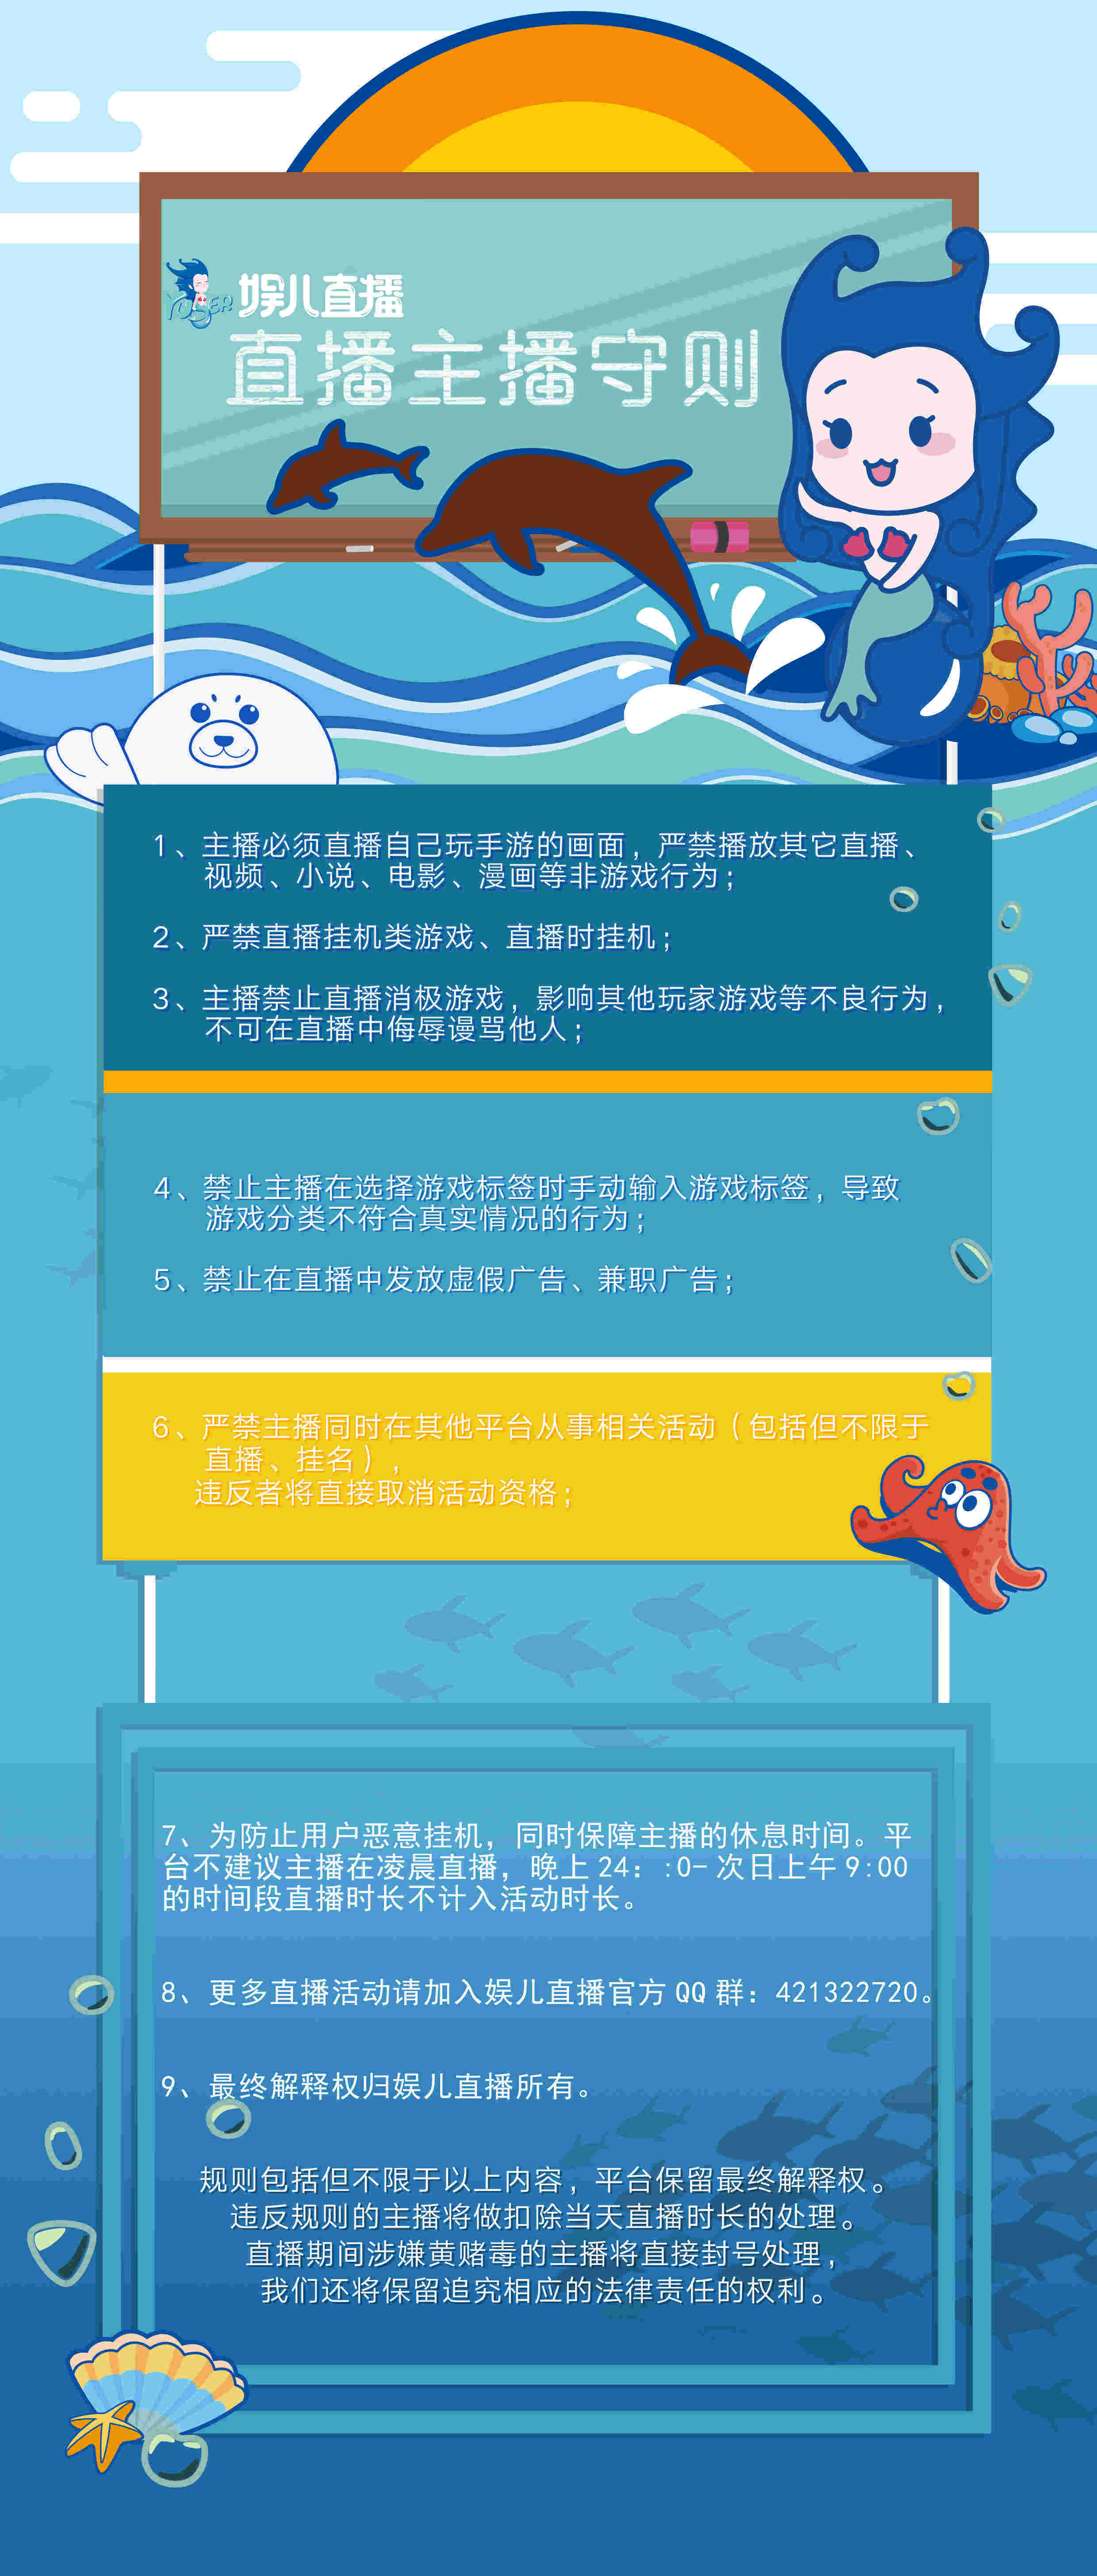 YUSER 娱儿直播
直播主播守则
1、主播必须直播自己玩手游的画面，严禁播放其它直播、
视频、小说、电影、漫画等非游戏行为；
2、严禁直播挂机类游戏、直播时挂机；
3、主播禁止直播消极游戏，影响其他玩家游戏等不良行为，
不可在直播中侮辱谩骂他人；
4、禁止主播在选择游戏标签时手动输入游戏标签，导致
游戏分类不符合真实情况的行为；
5、禁止在直播中发放虚假广告、兼职广告；
6、严禁主播同时在其他平台从事相关活动（包括但不限于
直播、挂名），
违反者将直接取消活动资格；
7、为防止用户恶意挂机，同时保障主播的休息时间。平
台不建议主播在凌晨直播，晚上 24：:0- 次日上午 9:00
的时间段直播时长不计入活动时长。
8、更多直播活动请加入娱儿直播官方 QQ 群：421322720。
9、最终解释权归娱儿直播所有。
规则包括但不限于以上内容，平台保留最终解释权。
违反规则的主播将做扣除当天直播时长的处理。
直播期间涉嫌黄赌毒的主播将直接封号处理，
我们还将保留追究相应的法律责任的权利。